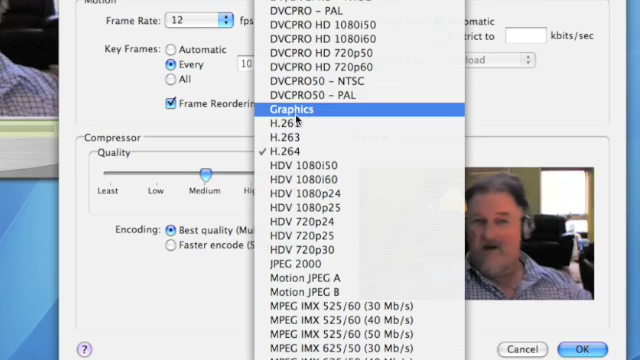 Motion
Frame Rate: 12 fps
Key Frames: Automatic
Every 10
All
Frame Reorderin
Automatic
trict to kbits/sec
Compressor
Quality
Least Low Medium
Encoding: Best quality (Mu
Faster encode (S
DVCPRO - PAL
DVCPRO HD 1080i50
DVCPRO HD 1080i60
DVCPRO HD 720p50
DVCPRO HD 720p60
DVCPRO50 - NTSC
DVCPRO50 - PAL
Graphics
H.261
H.263
✓ H.264
HDV 1080i50
HDV 1080i60
HDV 1080p24
HDV 1080p25
HDV 720p24
HDV 720p25
HDV 720p30
JPEG 2000
Motion JPEG A
Motion JPEG B
MPEG IMX 525/60 (30 Mb/s)
MPEG IMX 525/60 (40 Mb/s)
MPEG IMX 525/60 (50 Mb/s)
MPEG IMX 625/50 (30 Mb/s)
? Cancel OK